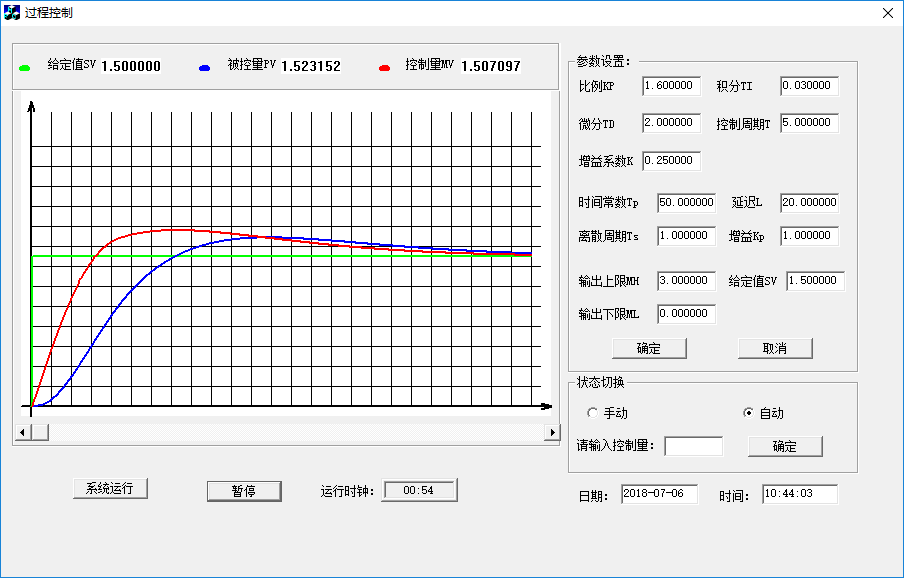 过程控制
给定值SV 1.500000 被控量PV 1.523152 控制量MV 1.507097
参数设置:
比例KP 1.600000 积分TI 0.030000
微分TD 2.000000 控制周期T 5.000000
增益系数K 0.250000
时间常数Tp 50.000000 延迟L 20.000000
离散周期Ts 1.000000 增益Kp 1.000000
输出上限MH 3.000000 给定值SV 1.500000
输出下限ML 0.000000
确定 取消
状态切换
手动 自动
请输入控制量: 确定
系统运行 暂停 运行时钟: 00:54
日期: 2018-07-06 时间: 10:44:03